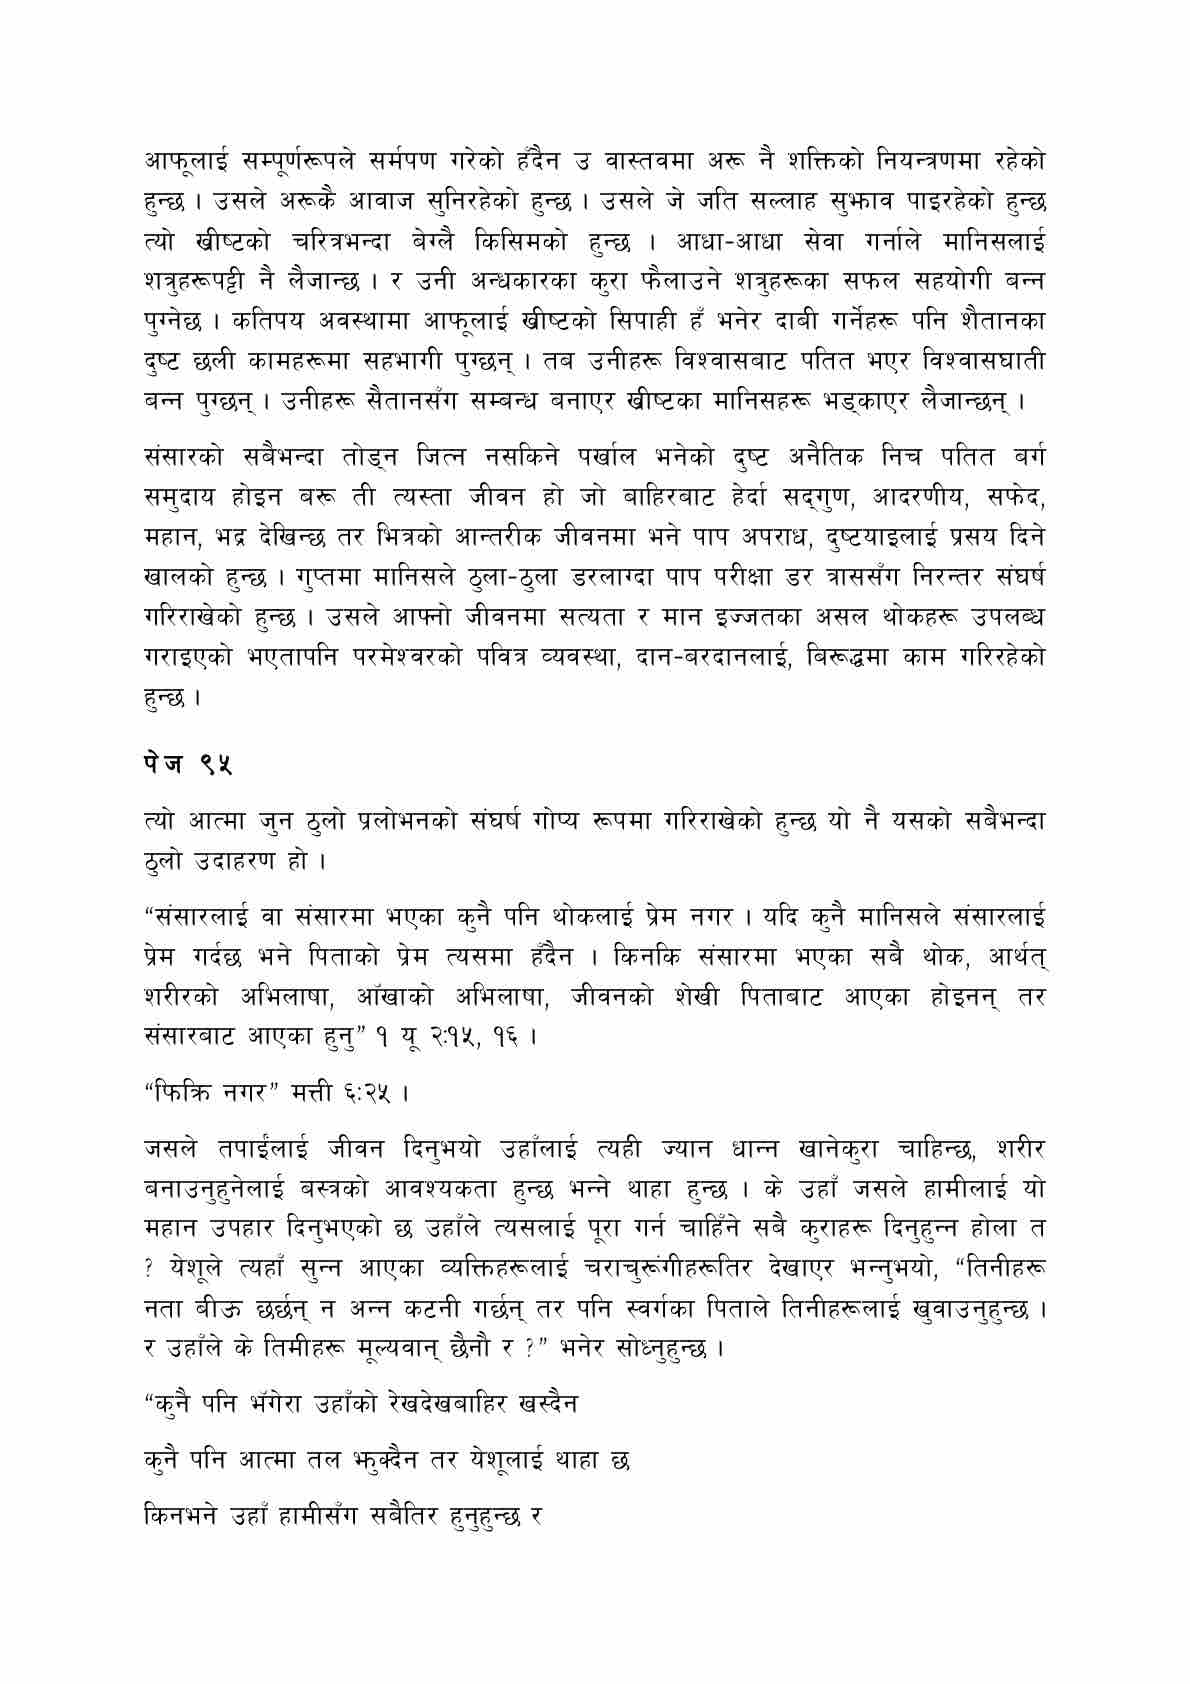 आफूलाई सम्पूर्णरूपले सर्मपण गरेको हुँदैन उ वास्तवमा अरू नै शक्तिको नियन्त्रणमा रहेको
हुन्छ । उसले अरूकै आवाज सुनिरहेको हुन्छ । उसले जे जति सल्लाह सुझाव पाइरहेको हुन्छ
त्यो ख्रीष्टको चरित्रभन्दा बेग्लै किसिमको हुन्छ । आधा-आधा सेवा गर्नाले मानिसलाई
शत्रुहरूपट्टी नै लैजान्छ । र उनी अन्धकारका कुरा फैलाउने शत्रुहरूका सफल सहयोगी बन्न
पुग्नेछ । कतिपय अवस्थामा आफूलाई ख्रीष्टको सिपाही हुँ भनेर दाबी गर्नेहरू पनि शैतानका
दुष्ट छली कामहरूमा सहभागी पुग्छन् । तब उनीहरू विश्वासबाट पतित भएर विश्वासघाती
बन्न पुग्छन् । उनीहरू सैतानसँग सम्बन्ध बनाएर ख्रीष्टका मानिसहरू भड्काएर लैजान्छन् ।
संसारको सबैभन्दा तोड्न जित्न नसकिने पर्खाल भनेको दुष्ट अनैतिक निच पतित बर्ग
समुदाय होइन बरू ती त्यस्ता जीवन हो जो बाहिरबाट हेर्दा सद्गुण, आदरणीय, सफेद,
महान, भद्र देखिन्छ तर भित्रको आन्तरीक जीवनमा भने पाप अपराध, दुष्टयाइलाई प्रसय दिने
खालको हुन्छ । गुप्तमा मानिसले ठुला-ठुला डरलाग्दा पाप परीक्षा डर त्राससँग निरन्तर संघर्ष
गरिराखेको हुन्छ । उसले आफ्नो जीवनमा सत्यता र मान इज्जतका असल थोकहरू उपलब्ध
गराइएको भएतापनि परमेश्वरको पवित्र व्यवस्था, दान-बरदानलाई, बिरूद्धमा काम गरिरहेको
हुन्छ ।
पेज ९५
त्यो आत्मा जुन ठुलो प्रलोभनको संघर्ष गोप्य रूपमा गरिराखेको हुन्छ यो नै यसको सबैभन्दा
ठुलो उदाहरण हो ।
“संसारलाई वा संसारमा भएका कुनै पनि थोकलाई प्रेम नगर । यदि कुनै मानिसले संसारलाई
प्रेम गर्दछ भने पिताको प्रेम त्यसमा हुँदैन । किनकि संसारमा भएका सबै थोक, आर्थत्
शरीरको अभिलाषा, आँखाको अभिलाषा, जीवनको शेखी पिताबाट आएका होइनन् तर
संसारबाट आएका हुनु” १ यू २:१५, १६ ।
“फिक्रि नगर” मत्ती ६:२५ ।
जसले तपाईंलाई जीवन दिनुभयो उहाँलाई त्यही ज्यान धान्न खानेकुरा चाहिन्छ, शरीर
बनाउनुहुनेलाई बस्त्रको आवश्यकता हुन्छ भन्ने थाहा हुन्छ । के उहाँ जसले हामीलाई यो
महान उपहार दिनुभएको छ उहाँले त्यसलाई पूरा गर्न चाहिँने सबै कुराहरू दिनुहुन्न होला त
? येशूले त्यहाँ सुन्न आएका व्यक्तिहरूलाई चराचुरूंगीहरूतिर देखाएर भन्नुभयो, “तिनीहरू
नता बीऊ छर्छन् न अन्न कटनी गर्छन् तर पनि स्वर्गका पिताले तिनीहरूलाई खुवाउनुहुन्छ ।
र उहाँले के तिमीहरू मूल्यवान् छैनौ र ?” भनेर सोध्नुहुन्छ ।
“कुनै पनि भँगेरा उहाँको रेखदेखबाहिर खस्दैन
कुनै पनि आत्मा तल झुक्दैन तर येशूलाई थाहा छ
किनभने उहाँ हामीसँग सबैतिर हुनुहुन्छ र